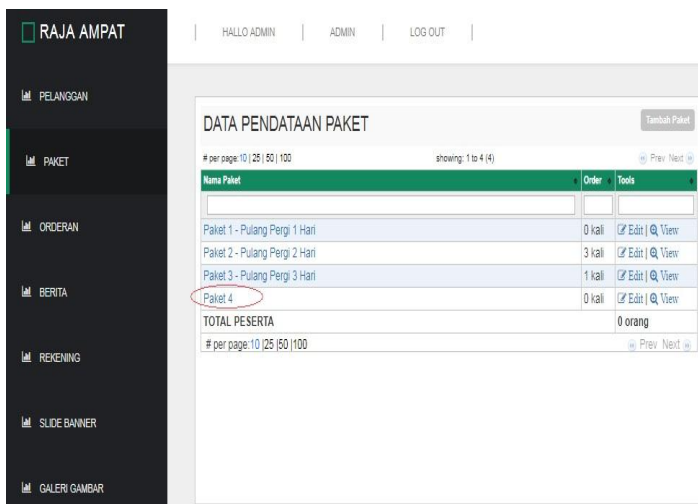 RAJA AMPAT
HALLO ADMIN | ADMIN | LOG OUT |
PELANGGAN
PAKET
ORDERAN
BERITA
REKENING
SLIDE BANNER
GALERI GAMBAR
DATA PENDATAAN PAKET
Tambah Paket
# per page:10 | 25 | 50 | 100 showing: 1 to 4 (4) Prev Next
Nama Paket Order Tools
Paket 1 - Pulang Pergi 1 Hari 0 kali Edit | View
Paket 2 - Pulang Pergi 2 Hari 3 kali Edit | View
Paket 3 - Pulang Pergi 3 Hari 1 kali Edit | View
Paket 4 0 kali Edit | View
TOTAL PESERTA 0 orang
# per page:10 |25 |50 |100 Prev Next